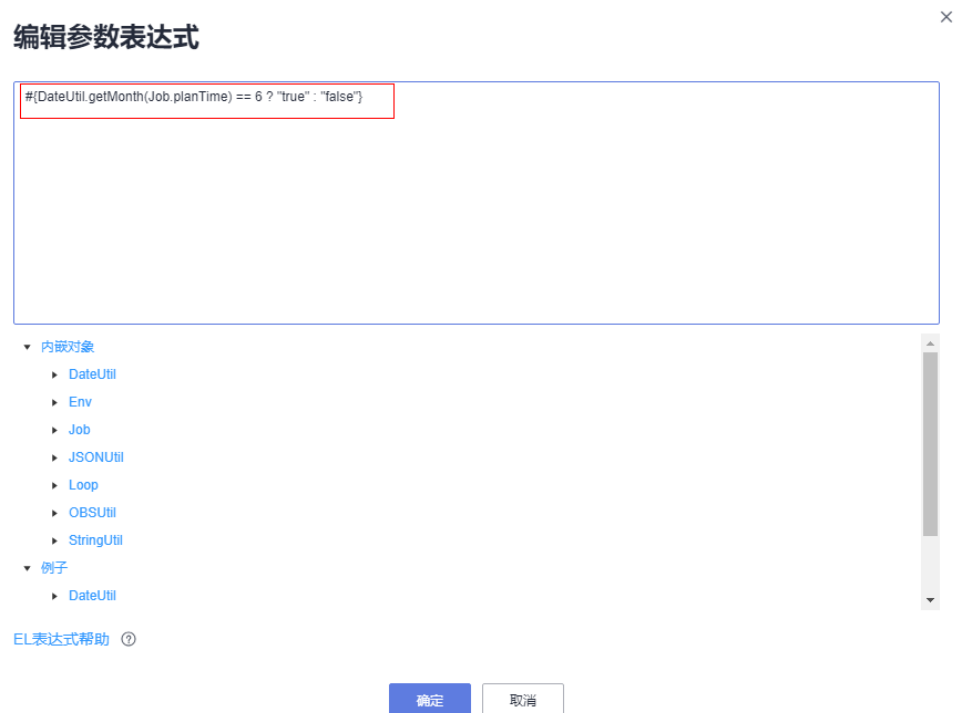 编辑参数表达式
#{DateUtil.getMonth(Job.planTime) == 6 ? "true" : "false"}
内嵌对象
DateUtil
Env
Job
JSONUtil
Loop
OBSUtil
StringUtil
例子
DateUtil
EL表达式帮助
确定
取消